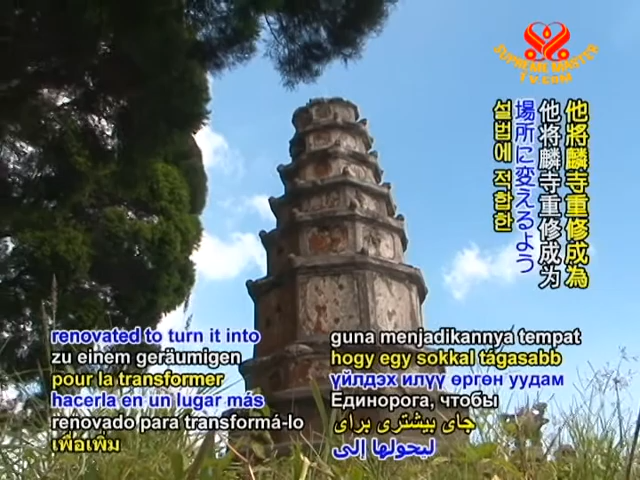 SUPREME MASTER
TV.COM
他將麟寺重修成為
他将麟寺重修成为
場所に変えるよう
설법에 적합한
renovated to turn it into
zu einem geräumigen
pour la transformer
hacerla en un lugar más
renovado para transformá-lo
เพื่อเพิ่ม
guna menjadikannya tempat
hogy egy sokkal tágasabb
үйлдэх илүү өргөн уудам
Единорога, чтобы
جای بیشتری برای
ليحولها إلى